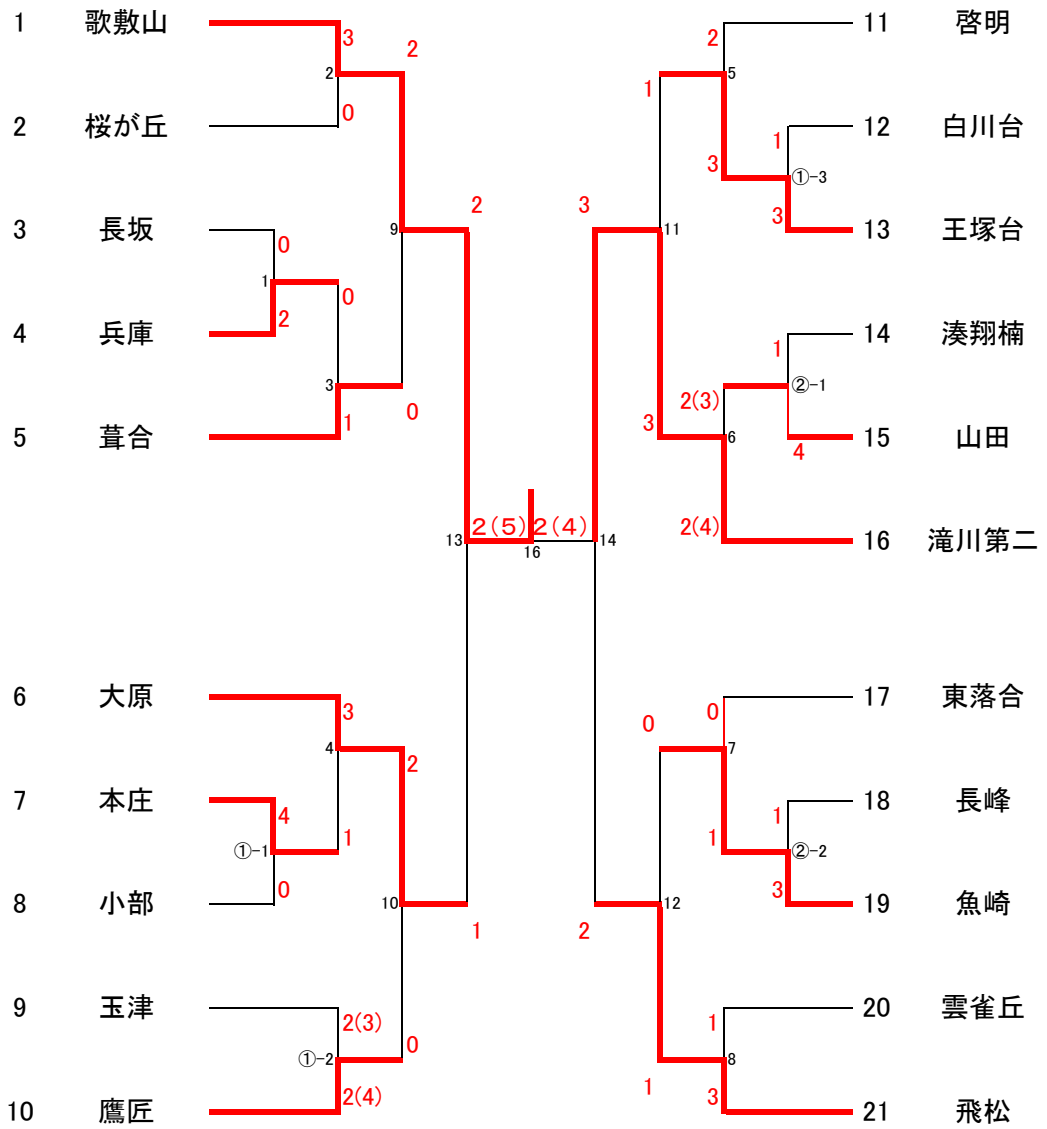 1 歌敷山 3 2 2 11 啓明
2 5
1
2 桜が丘 0 1 12 白川台
3 ①-3
3 長坂 2 3 3 13 王塚台
0 9 11
1 0
4 兵庫 2 1 14 湊翔楠
3 2(3) ②-1
0
5 葺合 1 3 6 4 15 山田
13 2(5) 2(4) 14 2(4) 16 滝川第二
16
6 大原 3 0 0 17 東落合
4 2 7
7 本庄 4 1 1 1 18 長峰
①-1 ②-2
8 小部 0 10 12 3 19 魚崎
1 2
9 玉津 2(3) 1 20 雲雀丘
①-2 0 8
10 鷹匠 2(4) 1 3 21 飛松